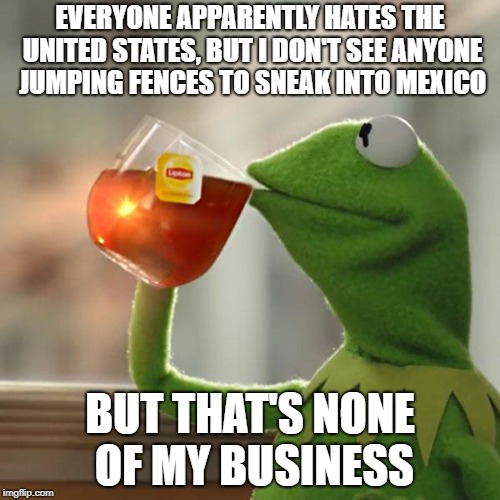 EVERYONE APPARENTLY HATES THE
UNITED STATES, BUT I DON'T SEE ANYONE
JUMPING FENCES TO SNEAK INTO MEXICO
Lipton
BUT THAT'S NONE
OF MY BUSINESS
imgflip.com